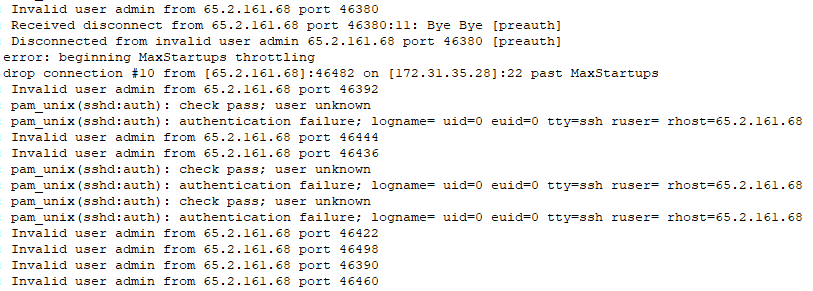 Invalid user admin from 65.2.161.68 port 46380
Received disconnect from 65.2.161.68 port 46380:11: Bye Bye [preauth]
Disconnected from invalid user admin 65.2.161.68 port 46380 [preauth]
error: beginning MaxStartups throttling
drop connection #10 from [65.2.161.68]:46482 on [172.31.35.28]:22 past MaxStartups
Invalid user admin from 65.2.161.68 port 46392
pam_unix(sshd:auth): check pass; user unknown
pam_unix(sshd:auth): authentication failure; logname= uid=0 euid=0 tty=ssh ruser= rhost=65.2.161.68
Invalid user admin from 65.2.161.68 port 46444
Invalid user admin from 65.2.161.68 port 46436
pam_unix(sshd:auth): check pass; user unknown
pam_unix(sshd:auth): authentication failure; logname= uid=0 euid=0 tty=ssh ruser= rhost=65.2.161.68
pam_unix(sshd:auth): check pass; user unknown
pam_unix(sshd:auth): authentication failure; logname= uid=0 euid=0 tty=ssh ruser= rhost=65.2.161.68
Invalid user admin from 65.2.161.68 port 46422
Invalid user admin from 65.2.161.68 port 46498
Invalid user admin from 65.2.161.68 port 46390
Invalid user admin from 65.2.161.68 port 46460